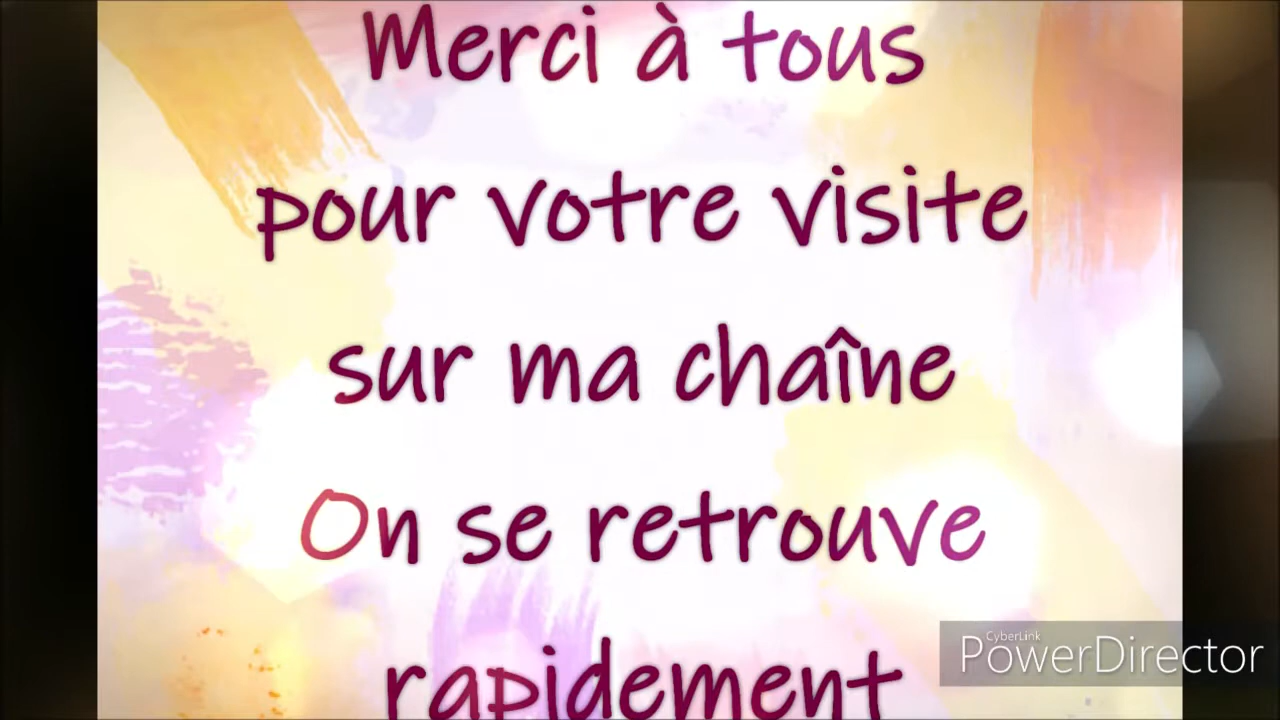 Merci à tous
pour votre visite
sur ma chaîne
On se retrouve
rapidement
CyberLink
PowerDirector